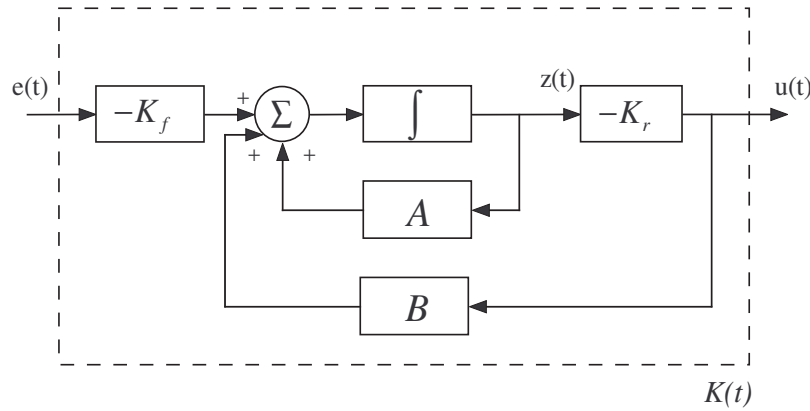 e(t)
z(t)
u(t)
−K_f
+
Σ
∫
−K_r
+
+
A
B
K(t)